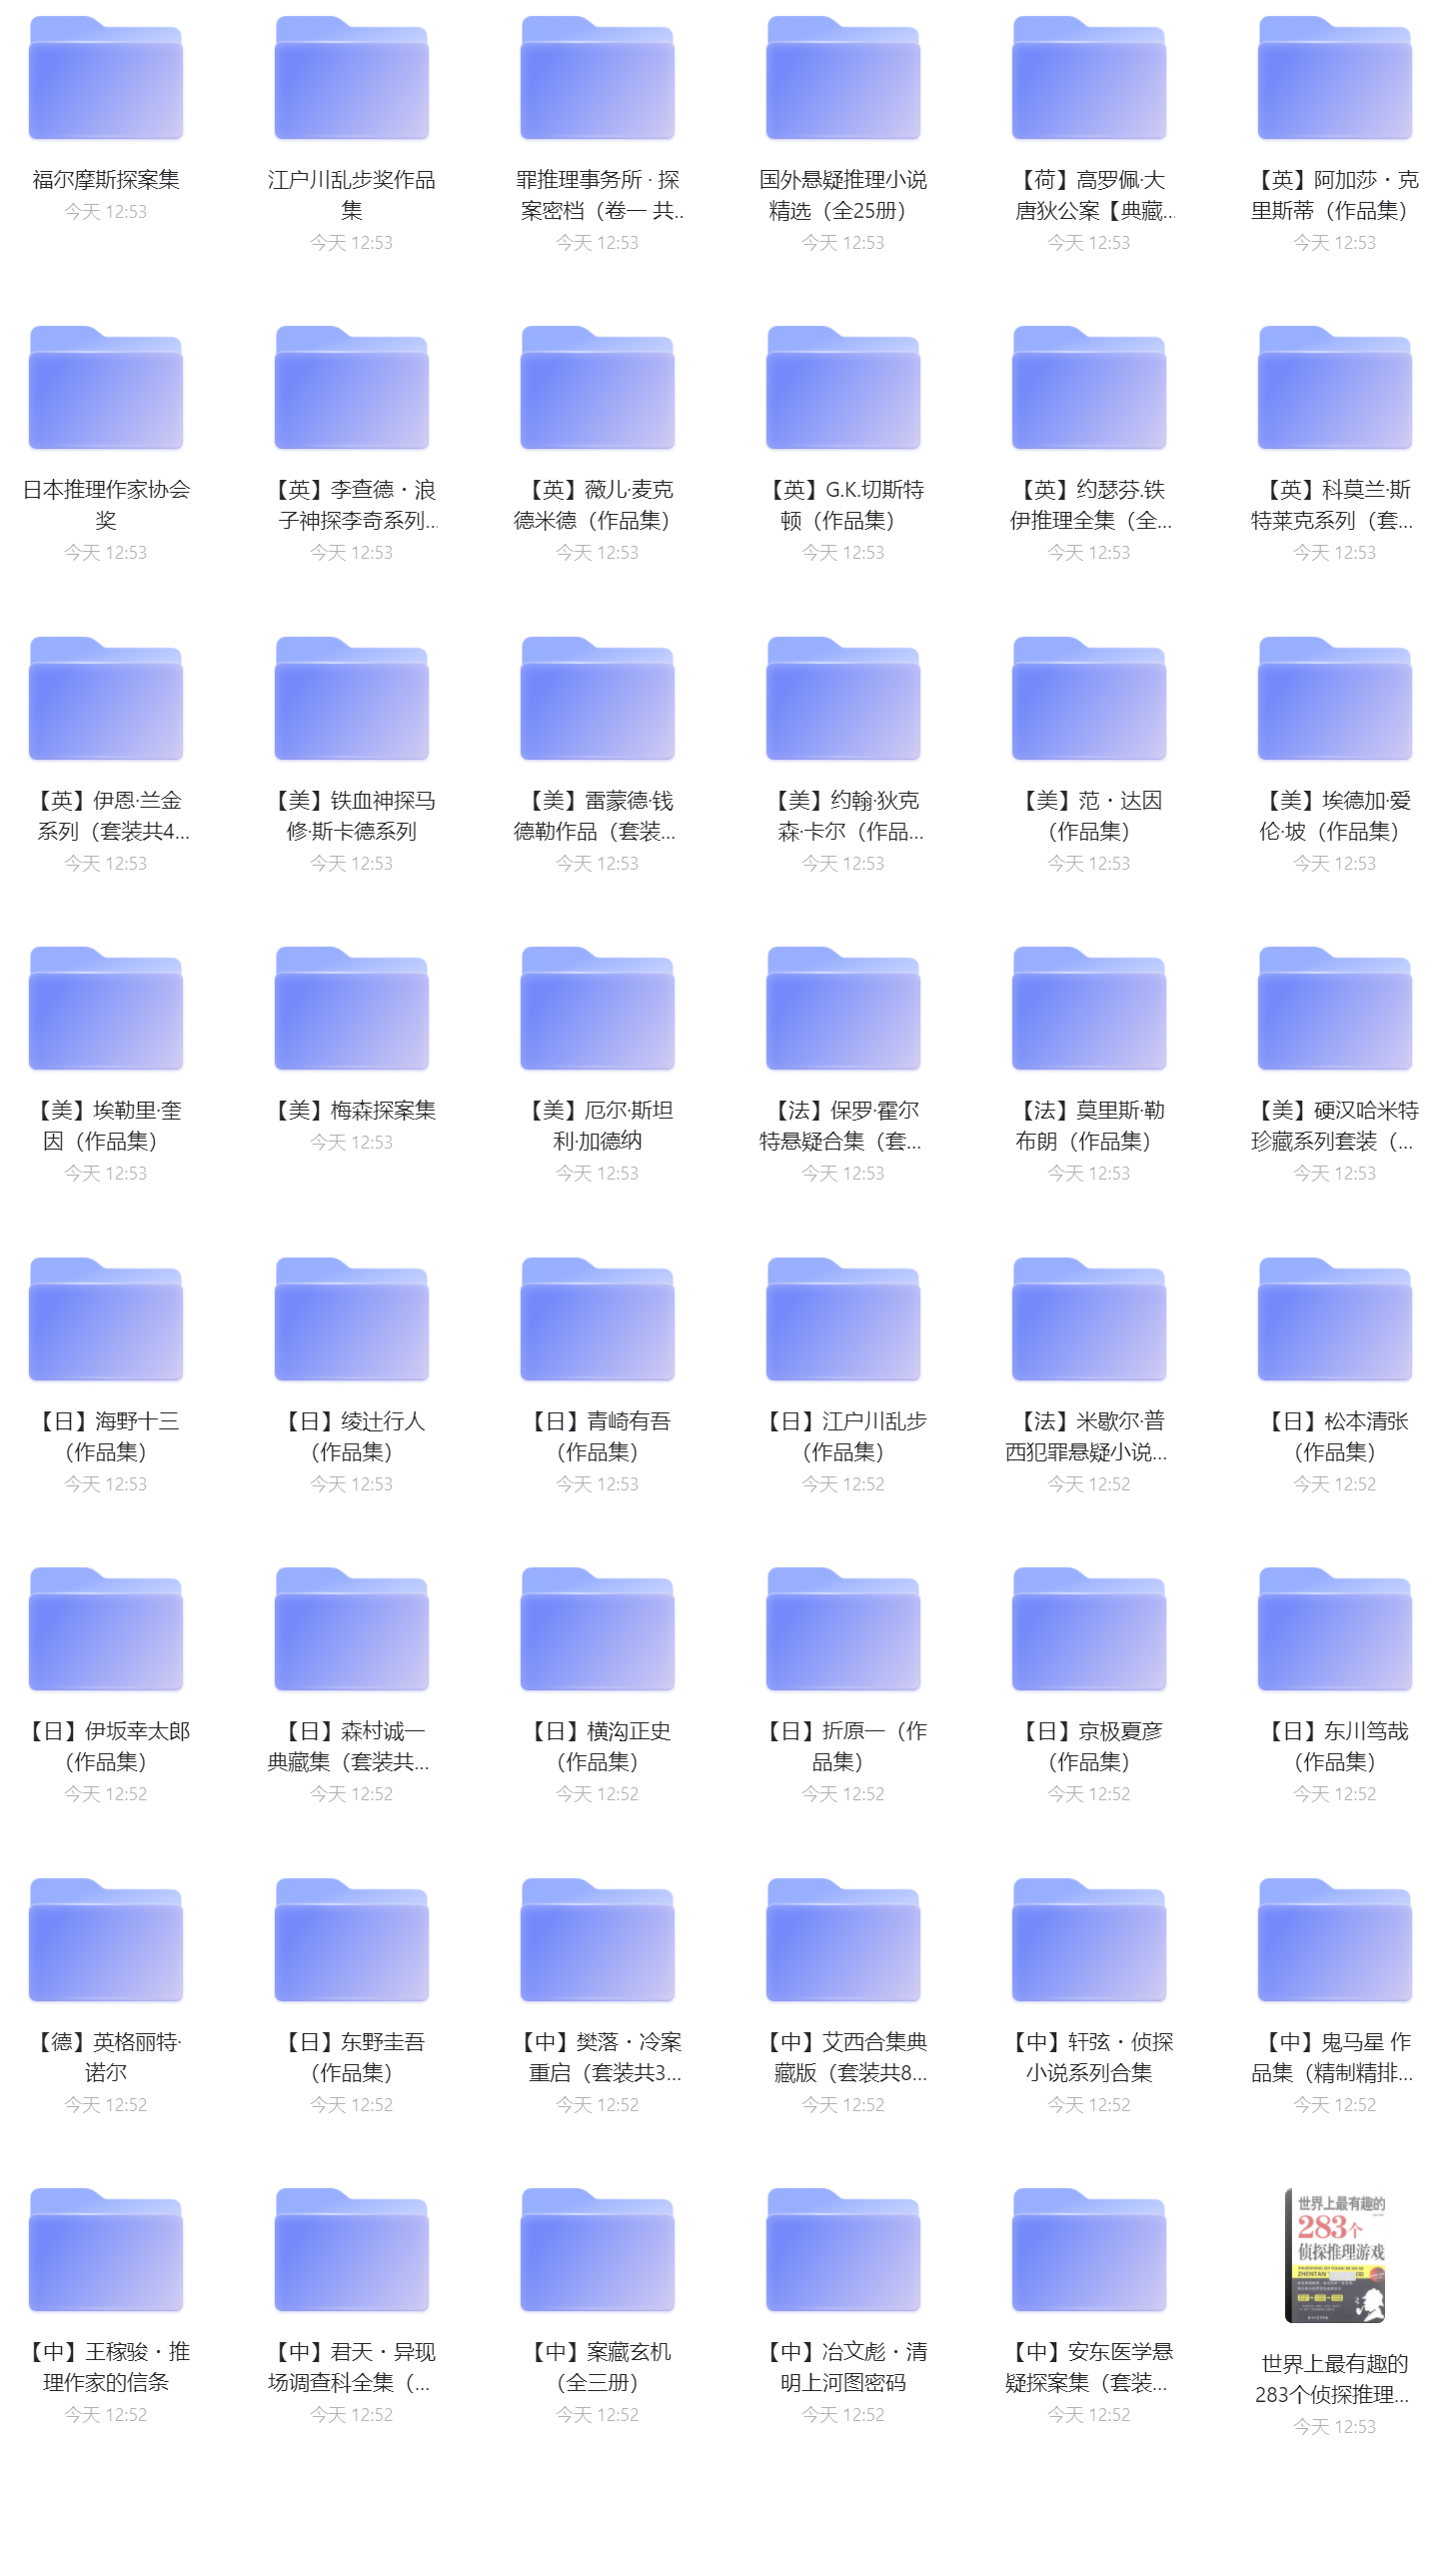 福尔摩斯探案集
今天 12:53
江户川乱步奖作品
集
今天 12:53
罪推理事务所 · 探
案密档（卷一 共..
今天 12:53
国外悬疑推理小说
精选（全25册）
今天 12:53
【荷】高罗佩·大
唐狄公案【典藏...
今天 12:53
【英】阿加莎・克
里斯蒂（作品集）
今天 12:53
日本推理作家协会
奖
今天 12:53
【英】李查德・浪
子神探李奇系列...
今天 12:53
【英】薇儿·麦克
德米德（作品集）
今天 12:53
【英】G.K.切斯特
顿（作品集）
今天 12:53
【英】约瑟芬.铁
伊推理全集（全...
今天 12:53
【英】科莫兰·斯
特莱克系列（套...
今天 12:53
【英】伊恩·兰金
系列（套装共4...
今天 12:53
【美】铁血神探马
修·斯卡德系列
今天 12:53
【美】雷蒙德·钱
德勒作品（套装...
今天 12:53
【美】约翰·狄克
森·卡尔（作品...
今天 12:53
【美】范・达因
（作品集）
今天 12:53
【美】埃德加·爱
伦·坡（作品集）
今天 12:53
【美】埃勒里·奎
因（作品集）
今天 12:53
【美】梅森探案集
今天 12:53
【美】厄尔·斯坦
利·加德纳
今天 12:53
【法】保罗·霍尔
特悬疑合集（套...
今天 12:53
【法】莫里斯·勒
布朗（作品集）
今天 12:53
【美】硬汉哈米特
珍藏系列套装（...
今天 12:53
【日】海野十三
（作品集）
今天 12:53
【日】绫辻行人
（作品集）
今天 12:53
【日】青崎有吾
（作品集）
今天 12:53
【日】江户川乱步
（作品集）
今天 12:52
【法】米歇尔·普
西犯罪悬疑小说...
今天 12:52
【日】松本清张
（作品集）
今天 12:52
【日】伊坂幸太郎
（作品集）
今天 12:52
【日】森村诚一
典藏集（套装共...
今天 12:52
【日】横沟正史
（作品集）
今天 12:52
【日】折原一（作
品集）
今天 12:52
【日】京极夏彦
（作品集）
今天 12:52
【日】东川笃哉
（作品集）
今天 12:52
【德】英格丽特·
诺尔
今天 12:52
【日】东野圭吾
（作品集）
今天 12:52
【中】樊落・冷案
重启（套装共3...
今天 12:52
【中】艾西合集典
藏版（套装共8...
今天 12:52
【中】轩弦・侦探
小说系列合集
今天 12:52
【中】鬼马星 作
品集（精制精排...
今天 12:52
【中】王稼骏・推
理作家的信条
今天 12:52
【中】君天・异现
场调查科全集（...
今天 12:52
【中】案藏玄机
（全三册）
今天 12:52
【中】冶文彪・清
明上河图密码
今天 12:52
【中】安东医学悬
疑探案集（套装...
今天 12:52
世界上最有趣的
283个
侦探推理游戏
世界上最有趣的
283个侦探推理...
今天 12:53